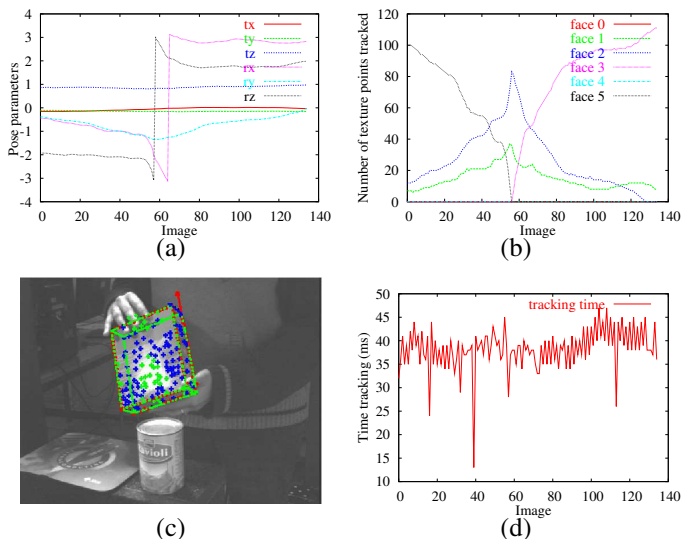 4
3
2
1
0
-1
-2
-3
-4
Pose parameters
tx
ty
tz
rx
ry
rz
0 20 40 60 80 100 120 140
Image
(a)
120
100
80
60
40
20
0
Number of texture points tracked
face 0
face 1
face 2
face 3
face 4
face 5
0 20 40 60 80 100 120 140
Image
(b)
avioli
(c)
50
45
40
35
30
25
20
15
10
Time tracking (ms)
tracking time
0 20 40 60 80 100 120 140
Image
(d)